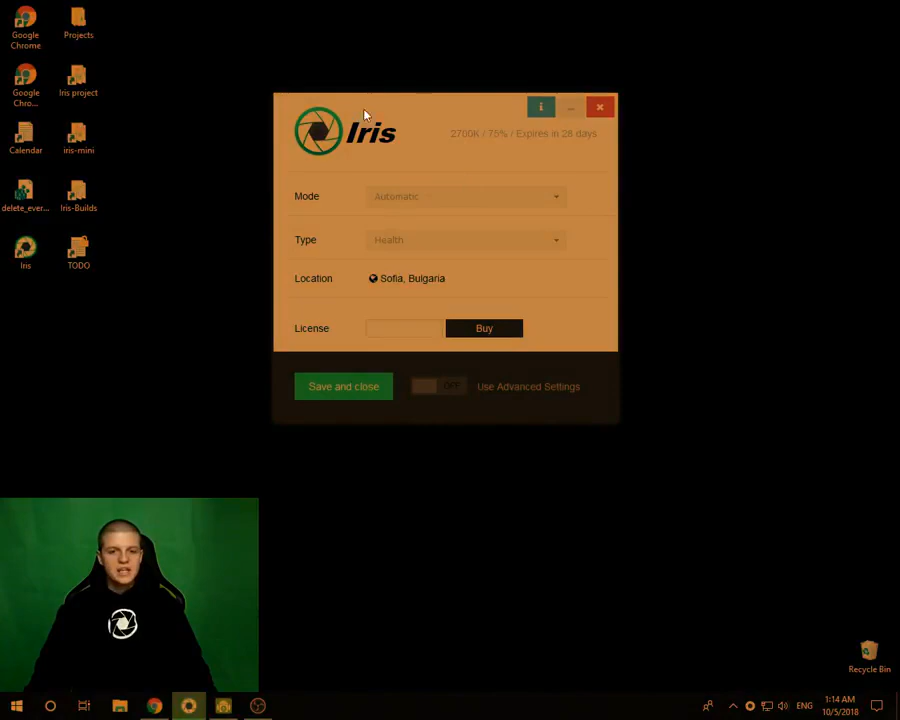 Google
Chrome
Projects
Google
Chro...
Iris project
Calendar
iris-mini
delete_ever...
Iris-Builds
Iris
TODO
Iris
2700K / 75% / Expires in 28 days
Mode
Automatic
Type
Health
Location
Sofia, Bulgaria
License
Buy
Save and close
OFF
Use Advanced Settings
Recycle Bin
ENG
1:14 AM
10/5/2018